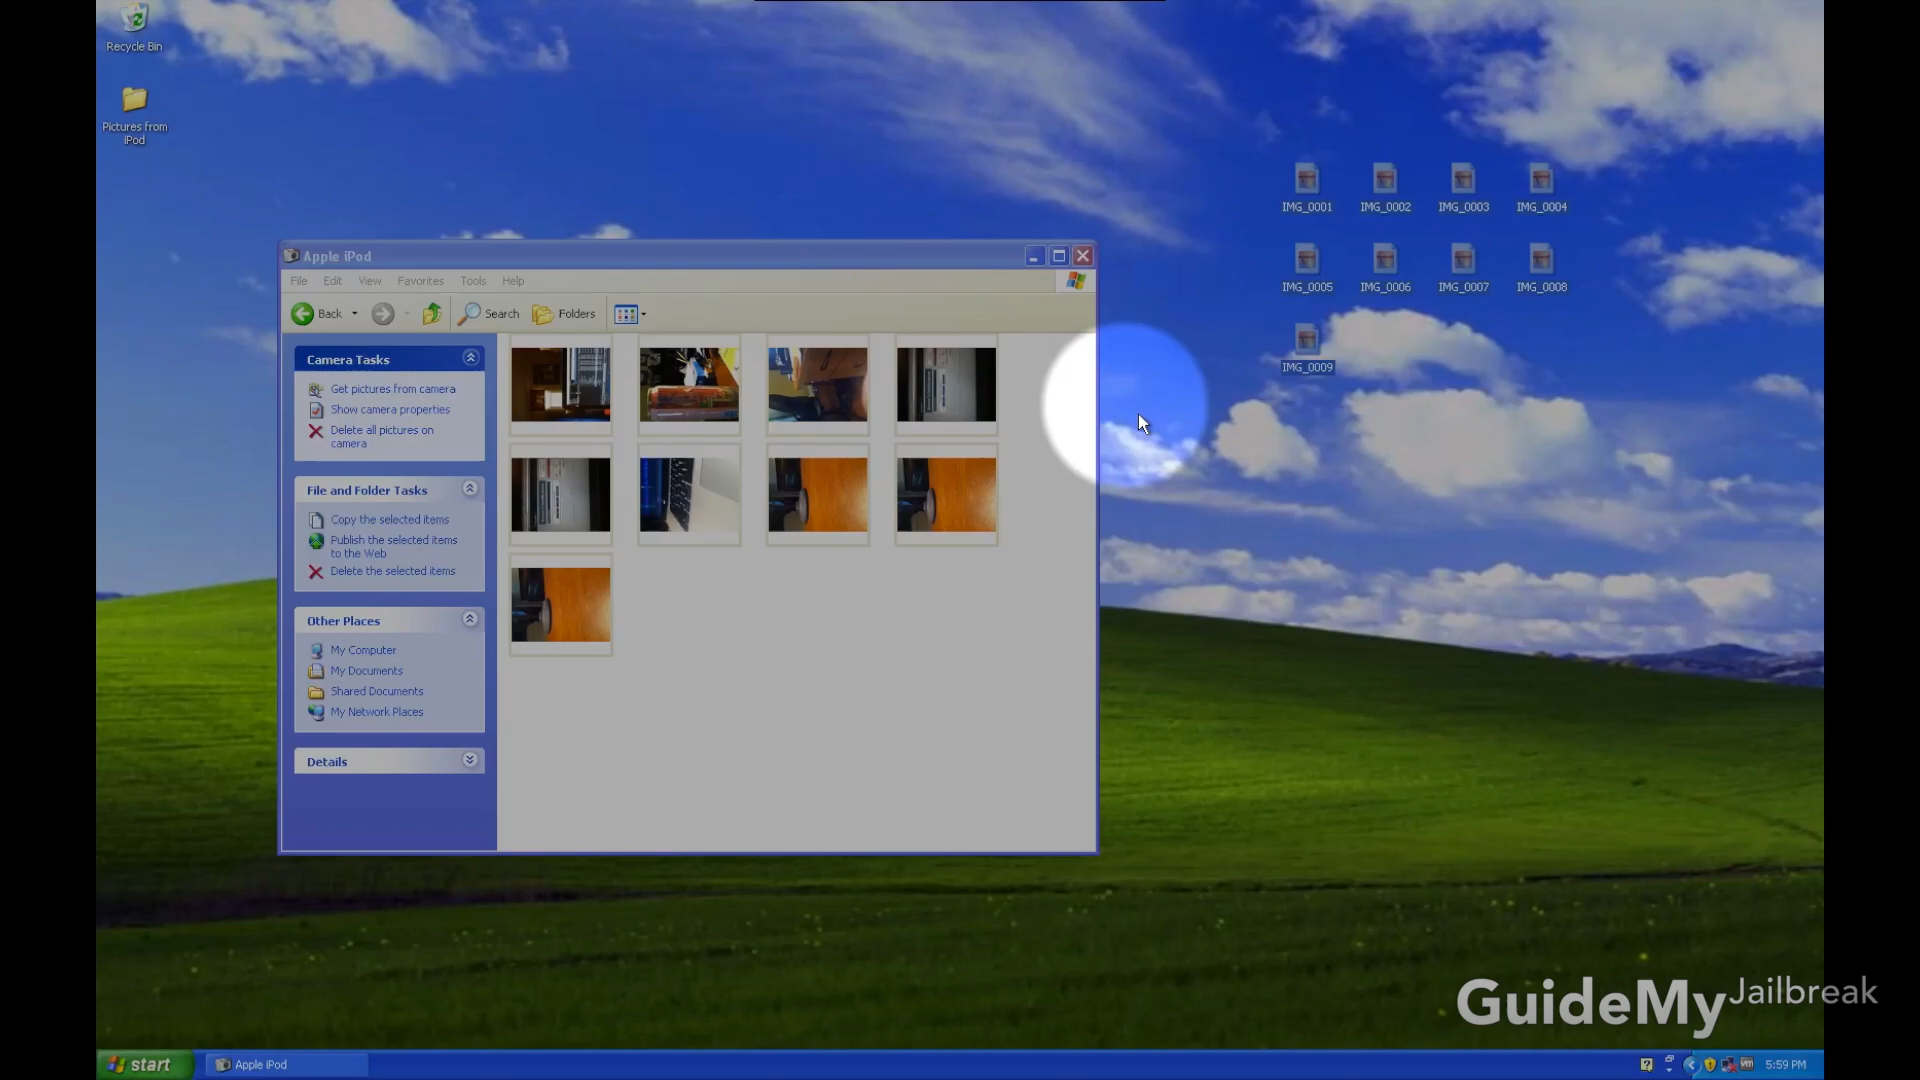 Recycle Bin
Pictures from
iPod
IMG_0001 IMG_0002 IMG_0003 IMG_0004
IMG_0005 IMG_0006 IMG_0007 IMG_0008
IMG_0009
Apple iPod
File Edit View Favorites Tools Help
Back Search Folders
Camera Tasks
Get pictures from camera
Show camera properties
Delete all pictures on
camera
File and Folder Tasks
Copy the selected items
Publish the selected items
to the Web
Delete the selected items
Other Places
My Computer
My Documents
Shared Documents
My Network Places
Details
GuideMyJailbreak
start Apple iPod 5:59 PM